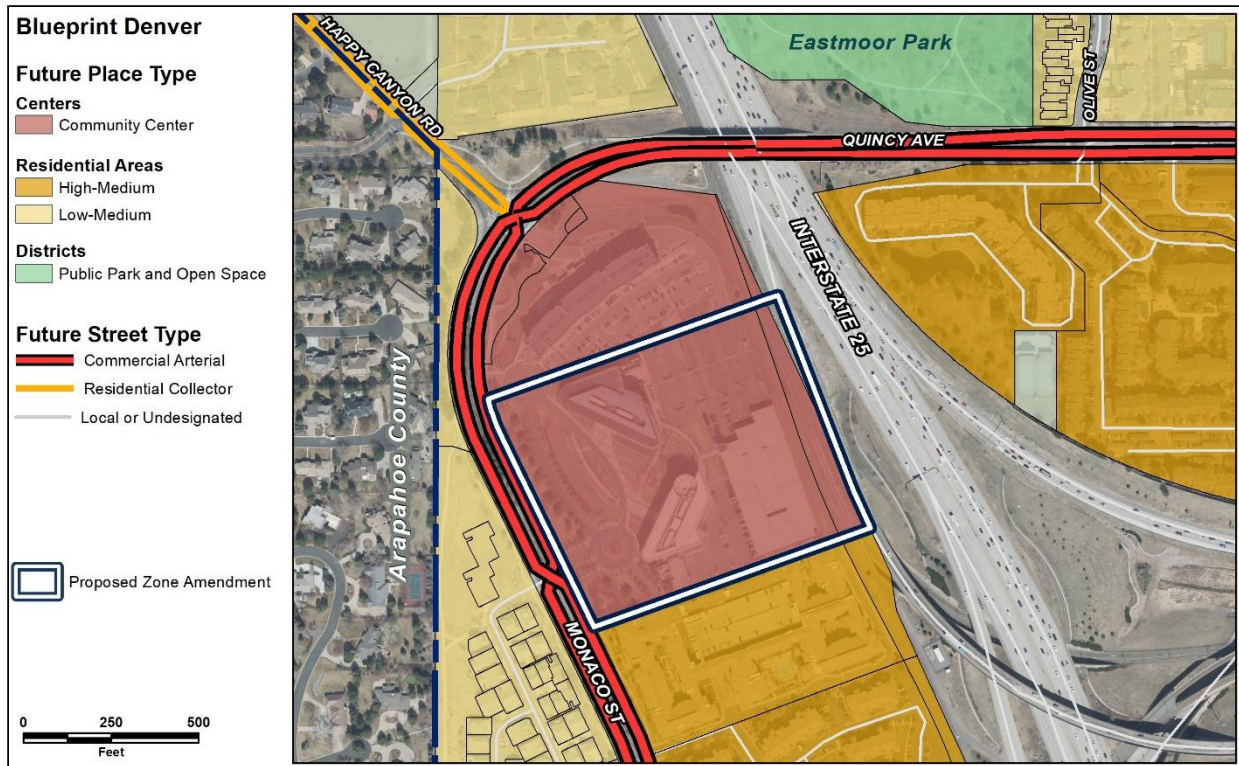 Blueprint Denver
Future Place Type
Centers
Community Center
Residential Areas
High-Medium
Low-Medium
Districts
Public Park and Open Space
Future Street Type
Commercial Arterial
Residential Collector
Local or Undesignated
Proposed Zone Amendment
0 250 500
Feet
HAPPY CANYON RD
Eastmoor Park
OLIVE ST
QUINCY AVE
INTERSTATE 25
Arapahoe County
MONACO ST